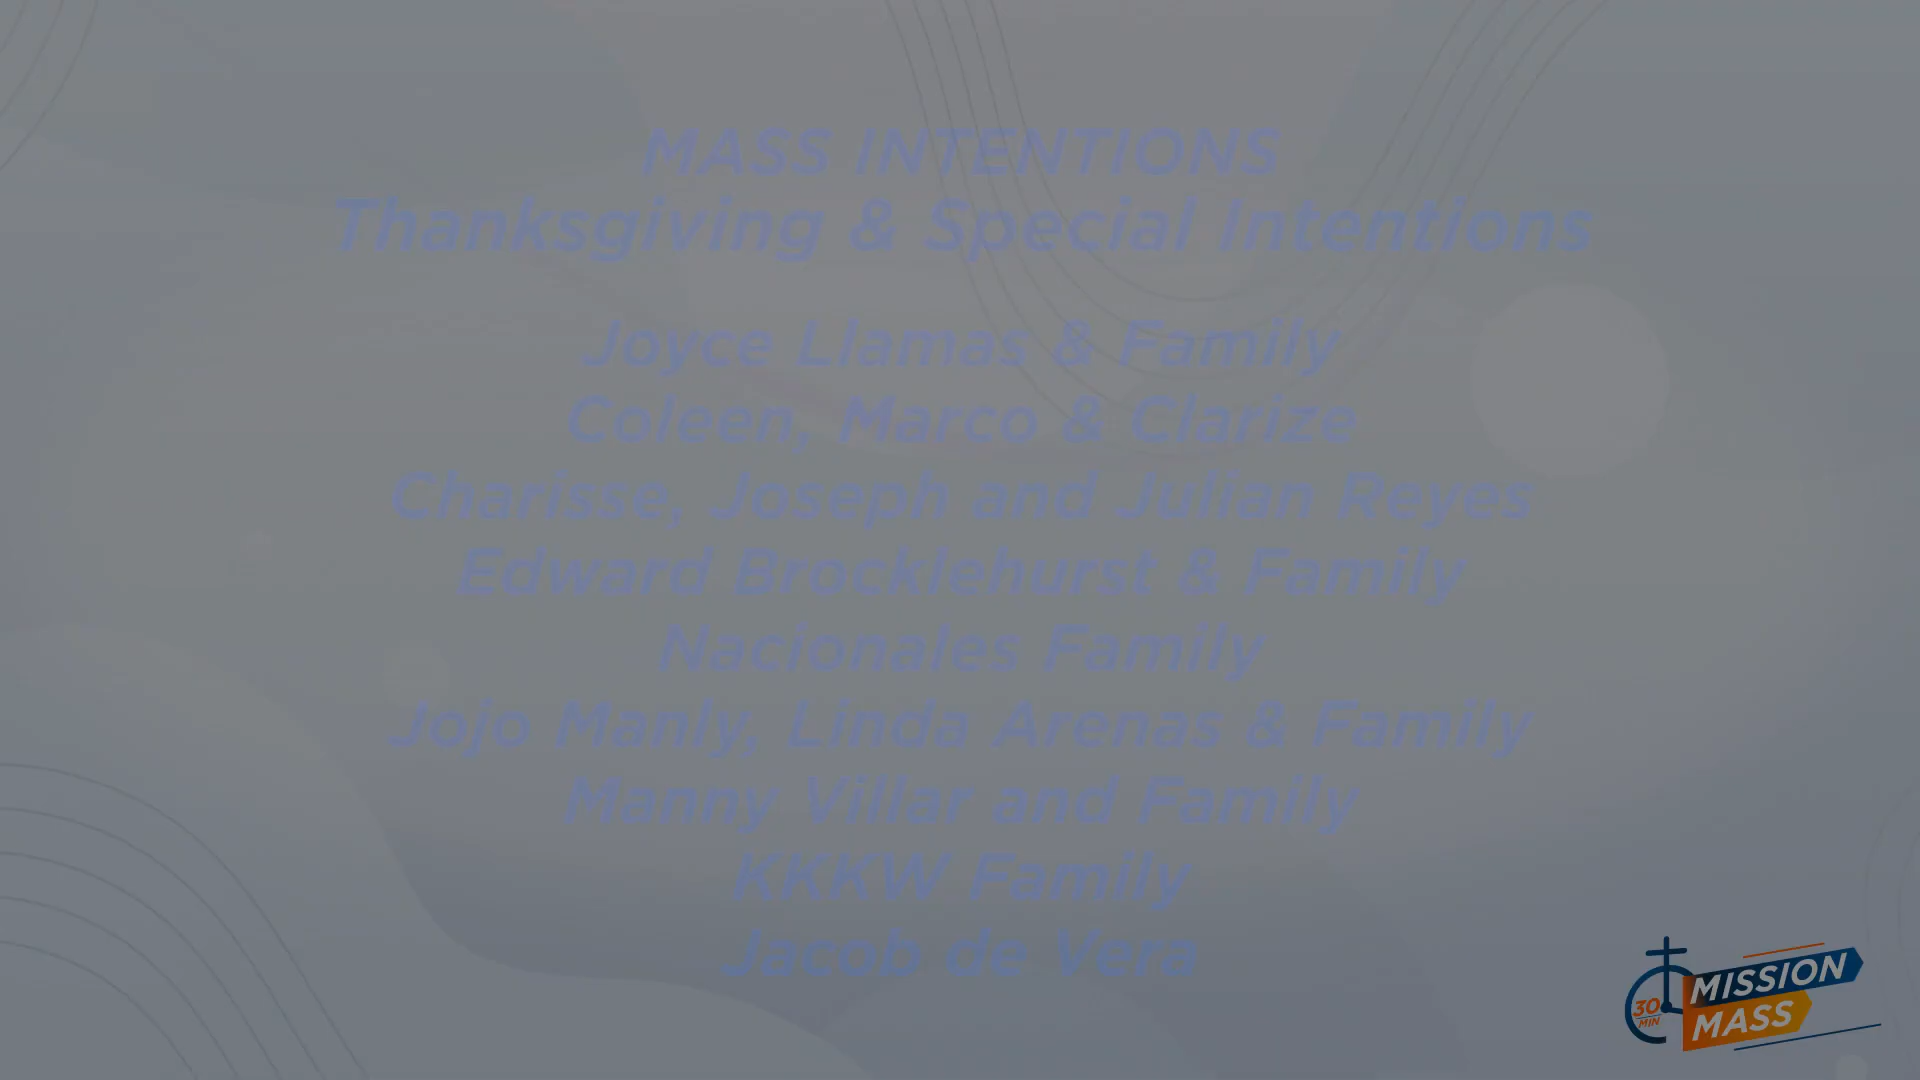 MASS INTENTIONS
Thanksgiving & Special Intentions
Joyce Llamas & Family
Coleen, Marco & Clarize
Charisse, Joseph and Julian Reyes
Edward Brocklehurst & Family
Nacionales Family
Jojo Manly, Linda Arenas & Family
Manny Villar and Family
KKKW Family
Jacob de Vera
30 MIN
MISSION
MASS